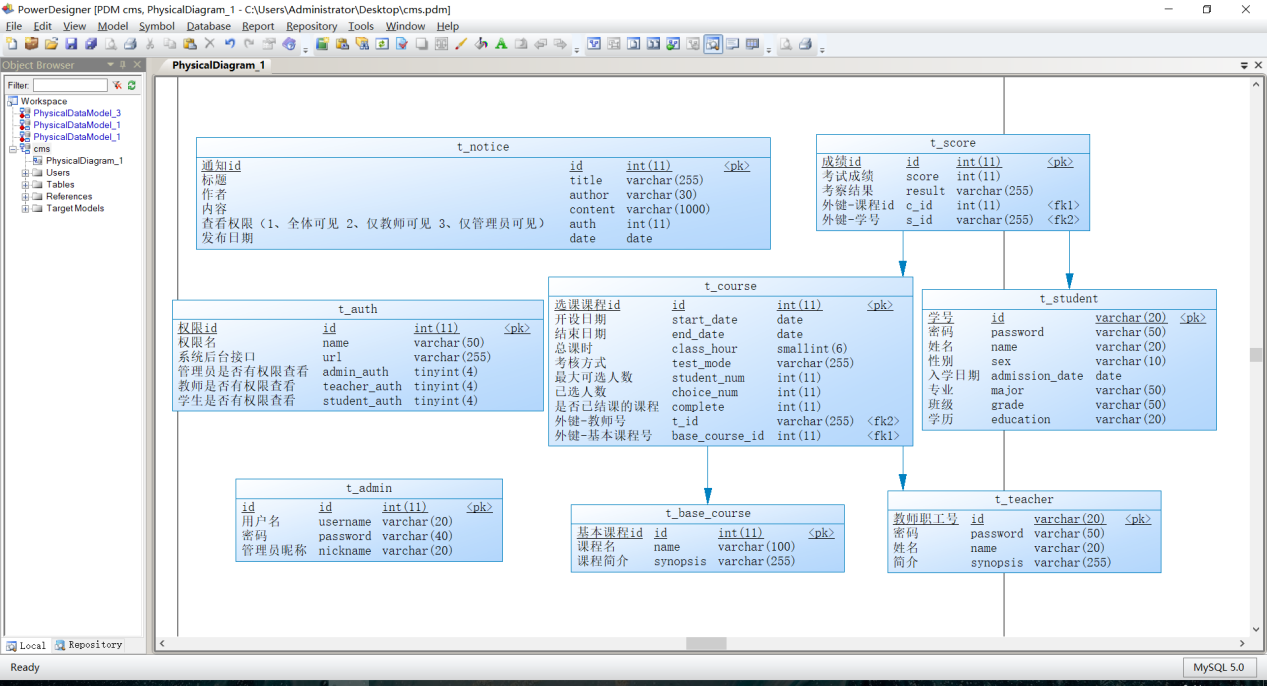 PowerDesigner [PDM cms, PhysicalDiagram_1 - C:\Users\Administrator\Desktop\cms.pdm]
File Edit View Model Symbol Database Report Repository Tools Window Help
Object Browser
PhysicalDiagram_1
Filter:
Workspace
PhysicalDataModel_3
PhysicalDataModel_1
PhysicalDataModel_1
cms
PhysicalDiagram_1
Users
Tables
References
Target Models
t_notice
通知id id int(11) <pk>
标题 title varchar(255)
作者 author varchar(30)
内容 content varchar(1000)
查看权限（1、全体可见 2、仅教师可见 3、仅管理员可见） auth int(11)
发布日期 date date
t_score
成绩id id int(11) <pk>
考试成绩 score int(11)
考察结果 result varchar(255)
外键-课程id c_id int(11) <fk1>
外键-学号 s_id varchar(255) <fk2>
t_auth
权限id id int(11) <pk>
权限名 name varchar(50)
系统后台接口 url varchar(255)
管理员是否有权限查看 admin_auth tinyint(4)
教师是否有权限查看 teacher_auth tinyint(4)
学生是否有权限查看 student_auth tinyint(4)
t_course
选课课程id id int(11) <pk>
开设日期 start_date date
结束日期 end_date date
总课时 class_hour smallint(6)
考核方式 test_mode varchar(255)
最大可选人数 student_num int(11)
已选人数 choice_num int(11)
是否已结课的课程 complete int(11)
外键-教师号 t_id varchar(255) <fk2>
外键-基本课程号 base_course_id int(11) <fk1>
t_student
学号 id varchar(20) <pk>
密码 password varchar(50)
姓名 name varchar(20)
性别 sex varchar(10)
入学日期 admission_date date
专业 major varchar(50)
班级 grade varchar(50)
学历 education varchar(20)
t_admin
id id int(11) <pk>
用户名 username varchar(20)
密码 password varchar(40)
管理员昵称 nickname varchar(20)
t_base_course
基本课程id id int(11) <pk>
课程名 name varchar(100)
课程简介 synopsis varchar(255)
t_teacher
教师职工号 id varchar(20) <pk>
密码 password varchar(50)
姓名 name varchar(20)
简介 synopsis varchar(255)
Local Repository
Ready
MySQL 5.0